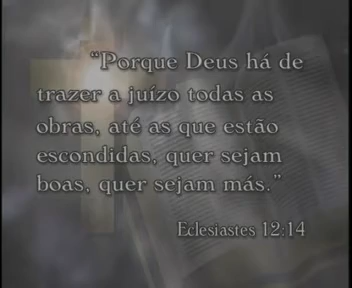 “Porque Deus há de
trazer a juízo todas as
obras, até as que estão
escondidas, quer sejam
boas, quer sejam más.”
Eclesiastes 12:14